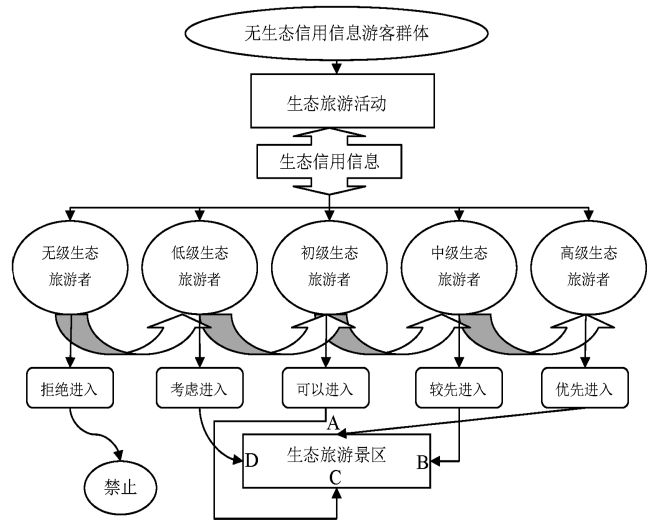 无生态信用信息游客群体
生态旅游活动
生态信用信息
无级生态
旅游者
低级生态
旅游者
初级生态
旅游者
中级生态
旅游者
高级生态
旅游者
拒绝进入
考虑进入
可以进入
较先进入
优先进入
A
生态旅游景区
D
B
C
禁止